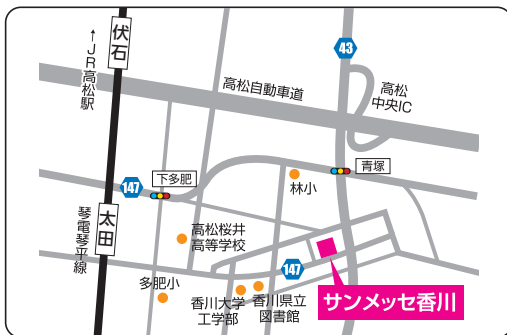 伏石
↑JR高松駅
43
高松自動車道
高松
中央IC
青塚
下多肥
147
林小
太田
琴電琴平線
高松桜井
高等学校
多肥小
147
香川大学
工学部
香川県立
図書館
サンメッセ香川